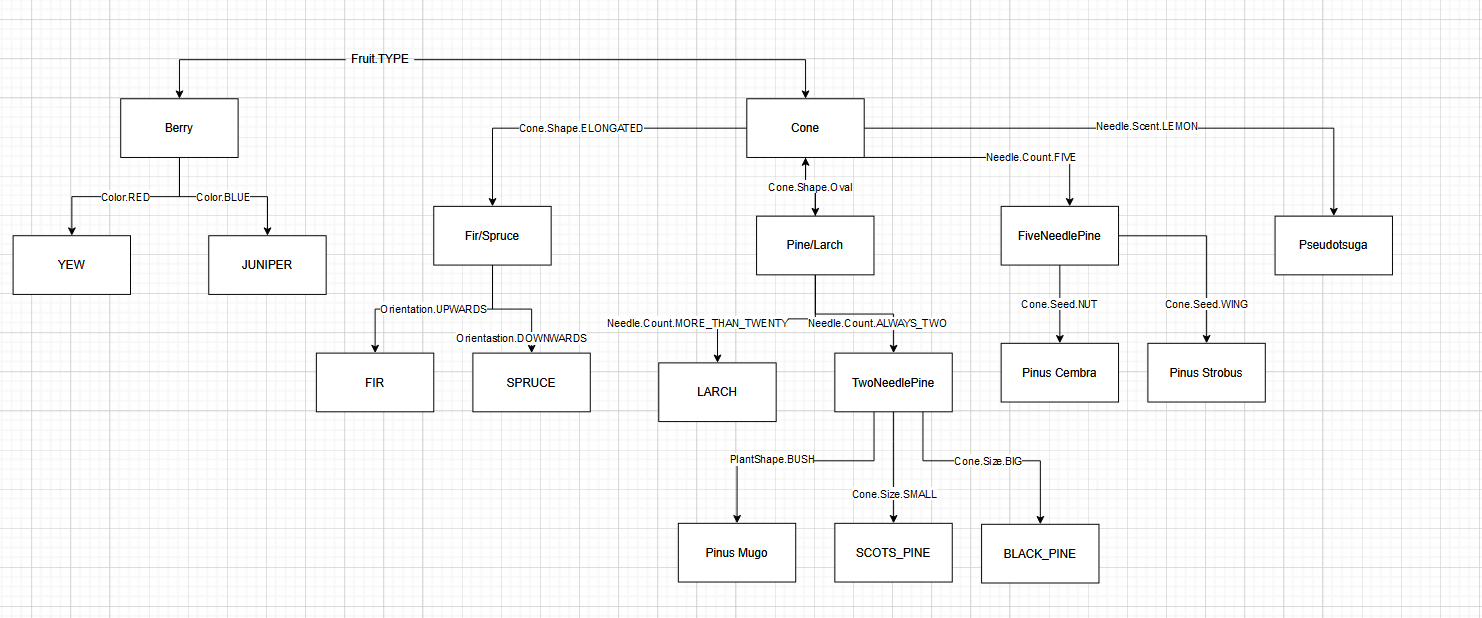 Fruit.TYPE
Berry
Cone
Cone.Shape.ELONGATED
Needle.Scent.LEMON
Needle.Count.FIVE
Cone.Shape.Oval
Color.RED
Color.BLUE
Fir/Spruce
Pine/Larch
FiveNeedlePine
Pseudotsuga
YEW
JUNIPER
Orientation.UPWARDS
Orientastion.DOWNWARDS
Needle.Count.MORE_THAN_TWENTY
Needle.Count.ALWAYS_TWO
Cone.Seed.NUT
Cone.Seed.WING
FIR
SPRUCE
LARCH
TwoNeedlePine
Pinus Cembra
Pinus Strobus
PlantShape.BUSH
Cone.Size.SMALL
Cone.Size.BIG
Pinus Mugo
SCOTS_PINE
BLACK_PINE